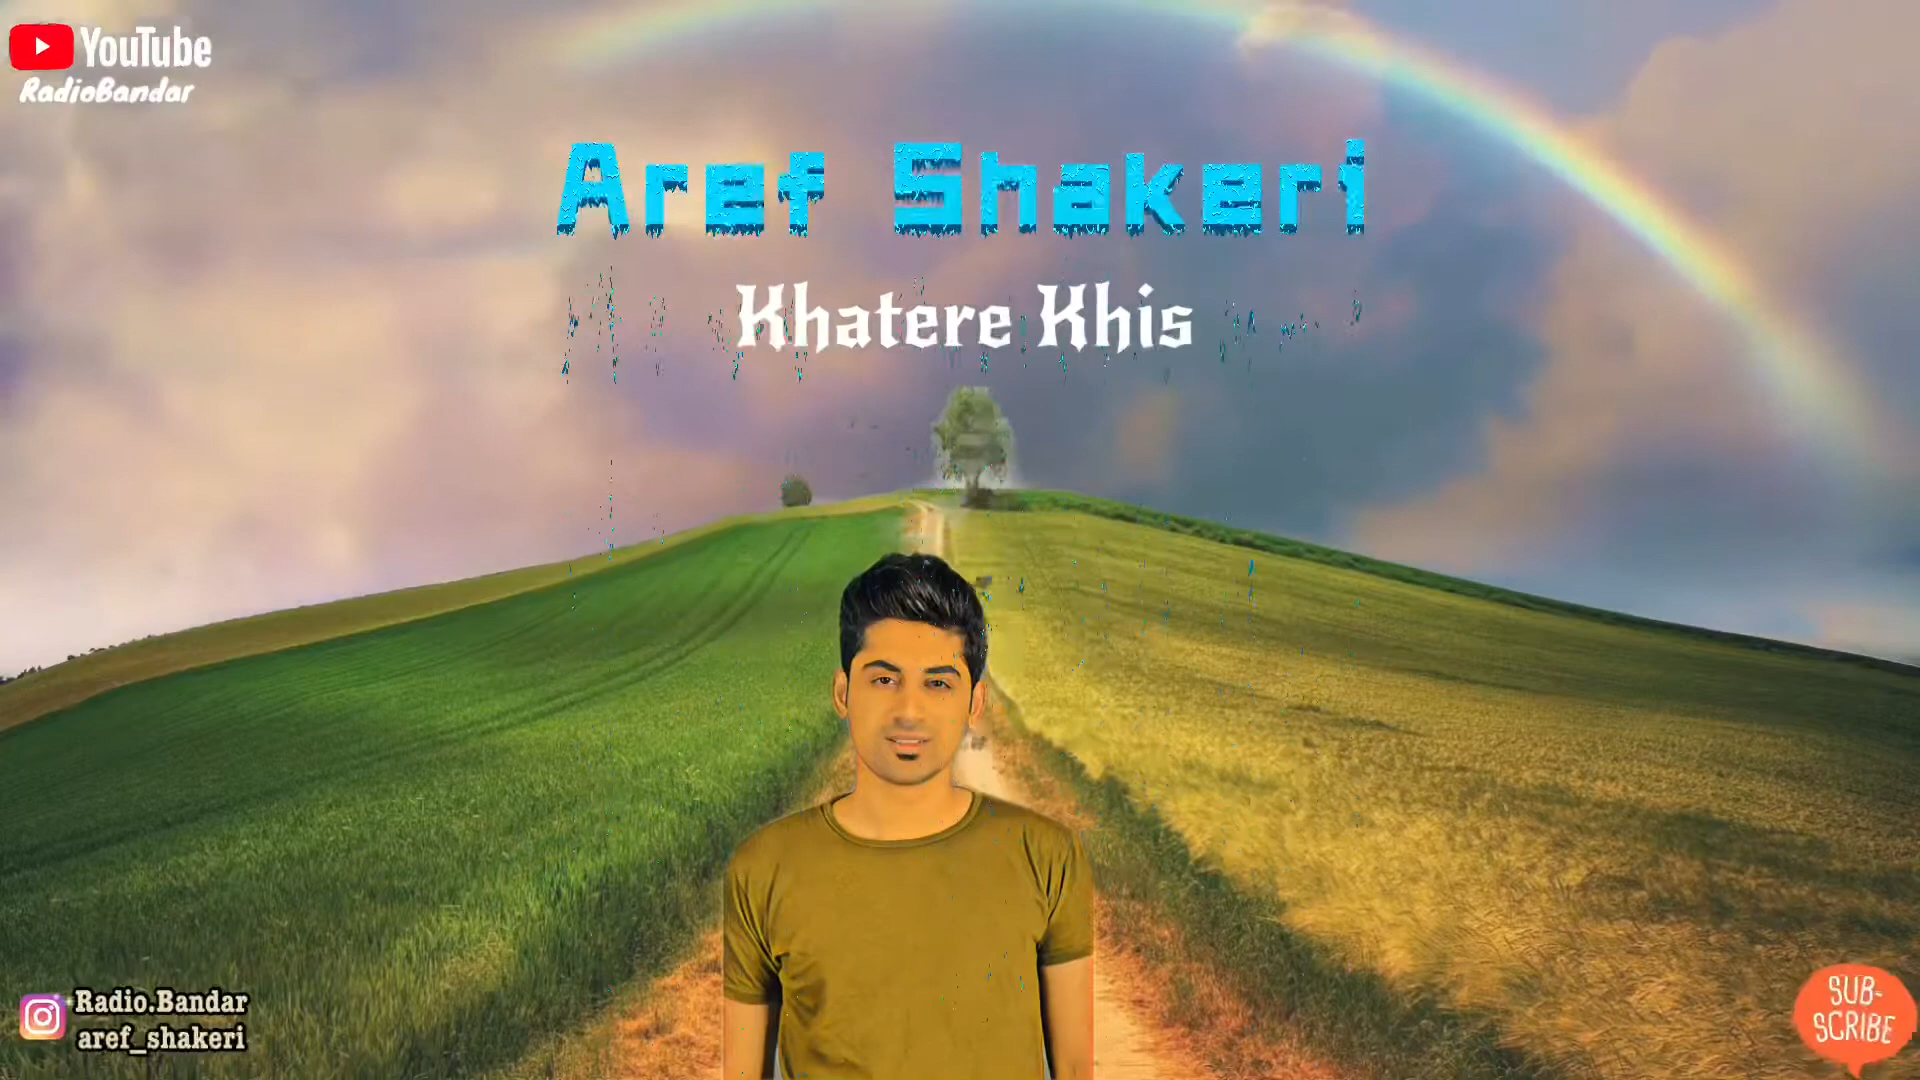 YouTube
RadioBandar
Aref Shakeri
Khatere Khis
Radio.Bandar
aref_shakeri
SUB-
SCRIBE